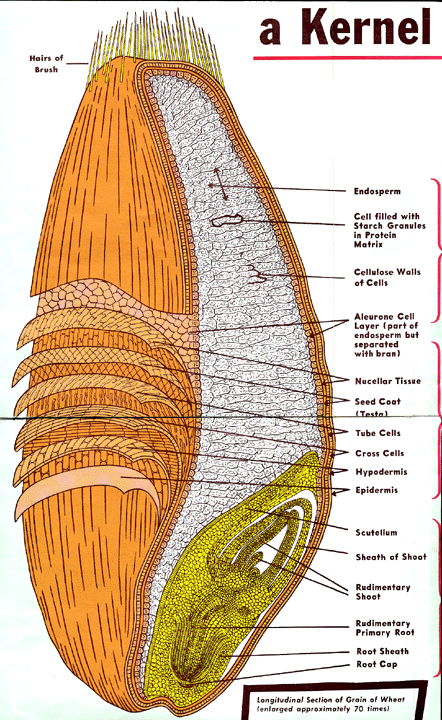 a Kernel
Hairs of
Brush
Endosperm
Cell filled with
Starch Granules
in Protein
Matrix
Cellulose Walls
of Cells
Aleurone Cell
Layer (part of
endosperm but
separated
with bran)
Nucellar Tissue
Seed Coat
(Testa)
Tube Cells
Cross Cells
Hypodermis
Epidermis
Scutellum
Sheath of Shoot
Rudimentary
Shoot
Rudimentary
Primary Root
Root Sheath
Root Cap
Longitudinal Section of Grain of Wheat
(enlarged approximately 70 times)